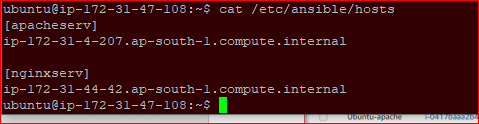 ubuntu@ip-172-31-47-108:~$ cat /etc/ansible/hosts
[apacheserv]
ip-172-31-4-207.ap-south-1.compute.internal
[nginxserv]
ip-172-31-44-42.ap-south-1.compute.internal
ubuntu@ip-172-31-47-108:~$
Ubuntu-apache i-0417baaa2b4